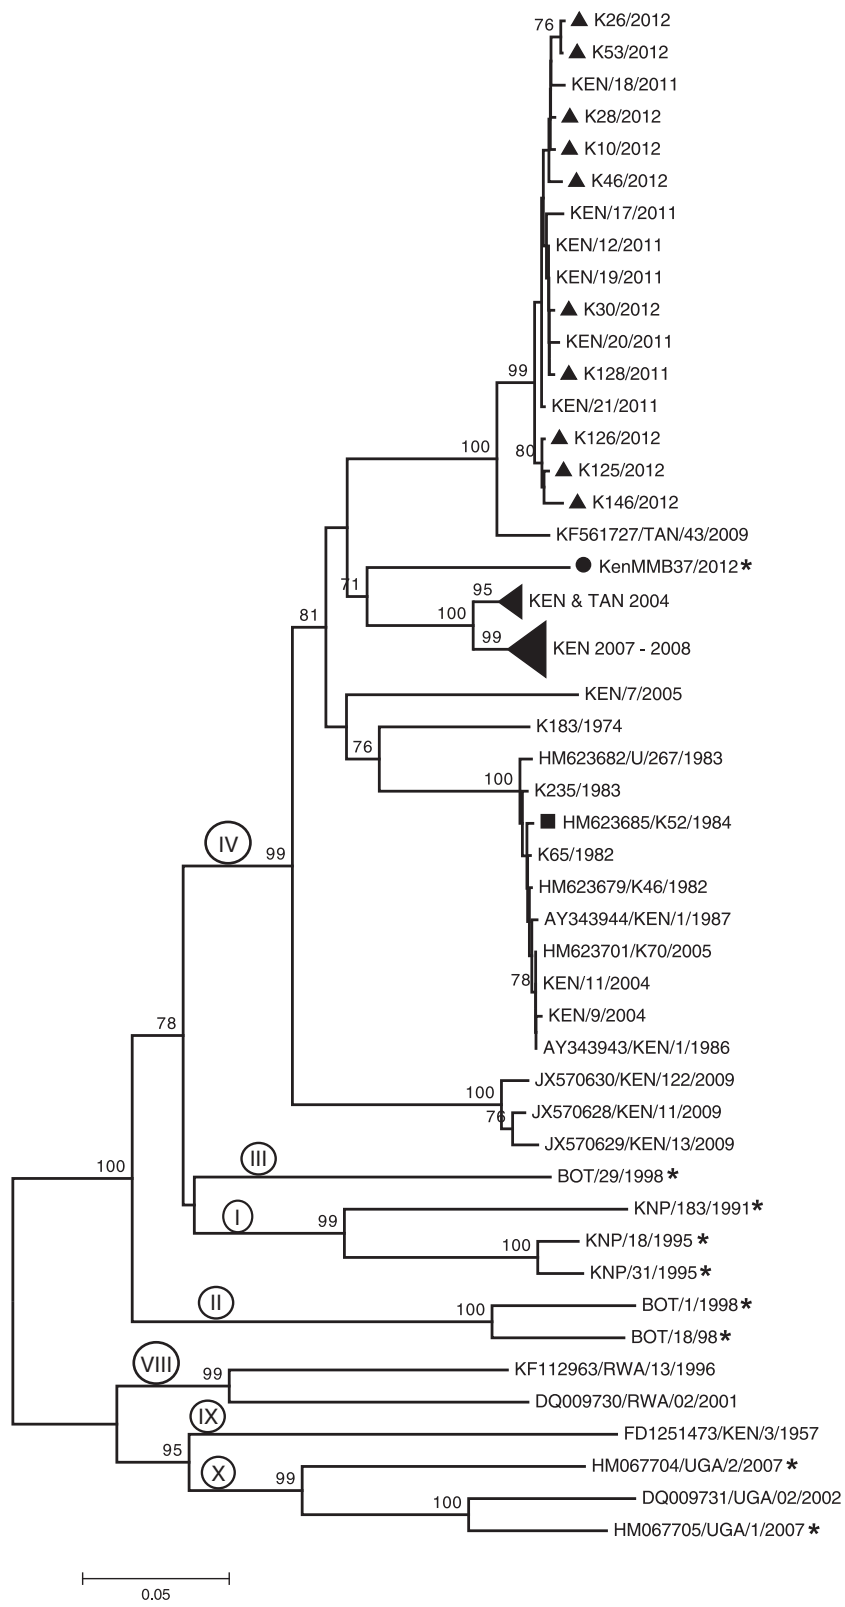 76
K26/2012
K53/2012
KEN/18/2011
K28/2012
K10/2012
K46/2012
KEN/17/2011
KEN/12/2011
KEN/19/2011
K30/2012
KEN/20/2011
99
K128/2011
KEN/21/2011
K126/2012
100
80
K125/2012
K146/2012
KF561727/TAN/43/2009
KenMMB37/2012*
71
95
KEN & TAN 2004
100
81
99
KEN 2007 - 2008
KEN/7/2005
K183/1974
76
HM623682/U/267/1983
100
K235/1983
HM623685/K52/1984
IV
99
K65/1982
HM623679/K46/1982
AY343944/KEN/1/1987
HM623701/K70/2005
78
KEN/11/2004
KEN/9/2004
78
AY343943/KEN/1/1986
JX570630/KEN/122/2009
100
76
JX570628/KEN/11/2009
JX570629/KEN/13/2009
III
100
BOT/29/1998*
I
99
KNP/183/1991*
100
KNP/18/1995*
KNP/31/1995*
II
100
BOT/1/1998*
BOT/18/98*
VIII
99
KF112963/RWA/13/1996
DQ009730/RWA/02/2001
IX
FD1251473/KEN/3/1957
95
X
99
HM067704/UGA/2/2007*
100
DQ009731/UGA/02/2002
HM067705/UGA/1/2007*
0.05